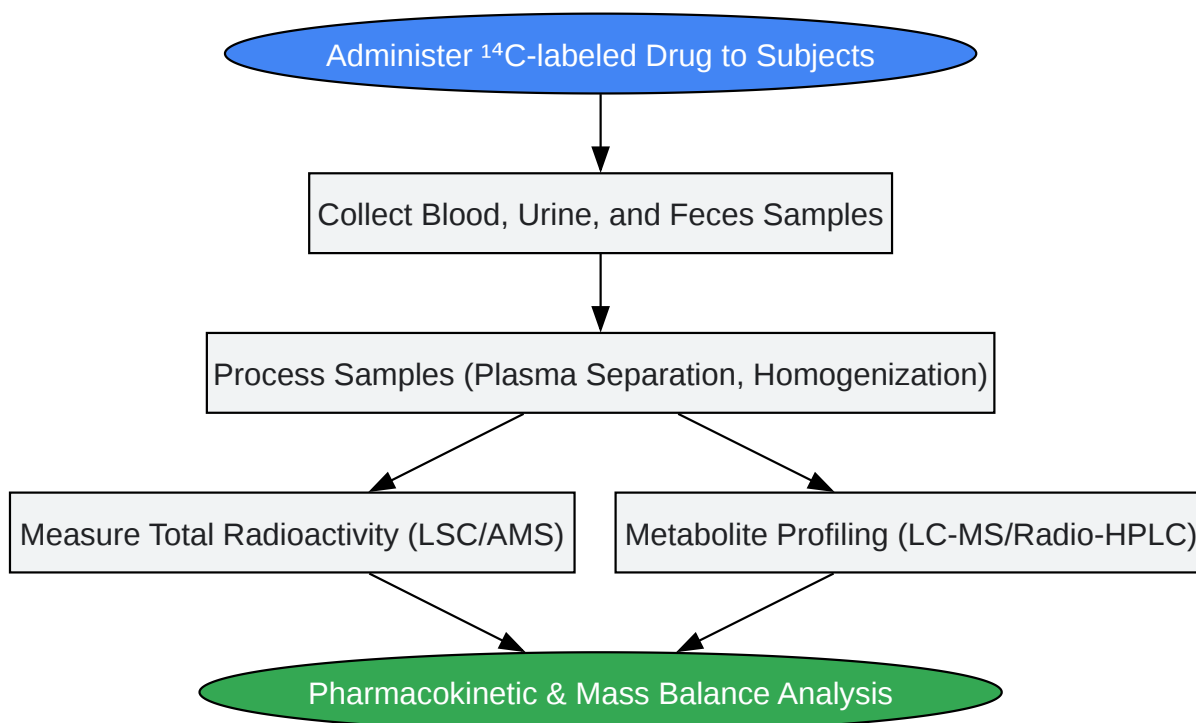 Administer ¹⁴C-labeled Drug to Subjects
Collect Blood, Urine, and Feces Samples
Process Samples (Plasma Separation, Homogenization)
Measure Total Radioactivity (LSC/AMS)
Metabolite Profiling (LC-MS/Radio-HPLC)
Pharmacokinetic & Mass Balance Analysis